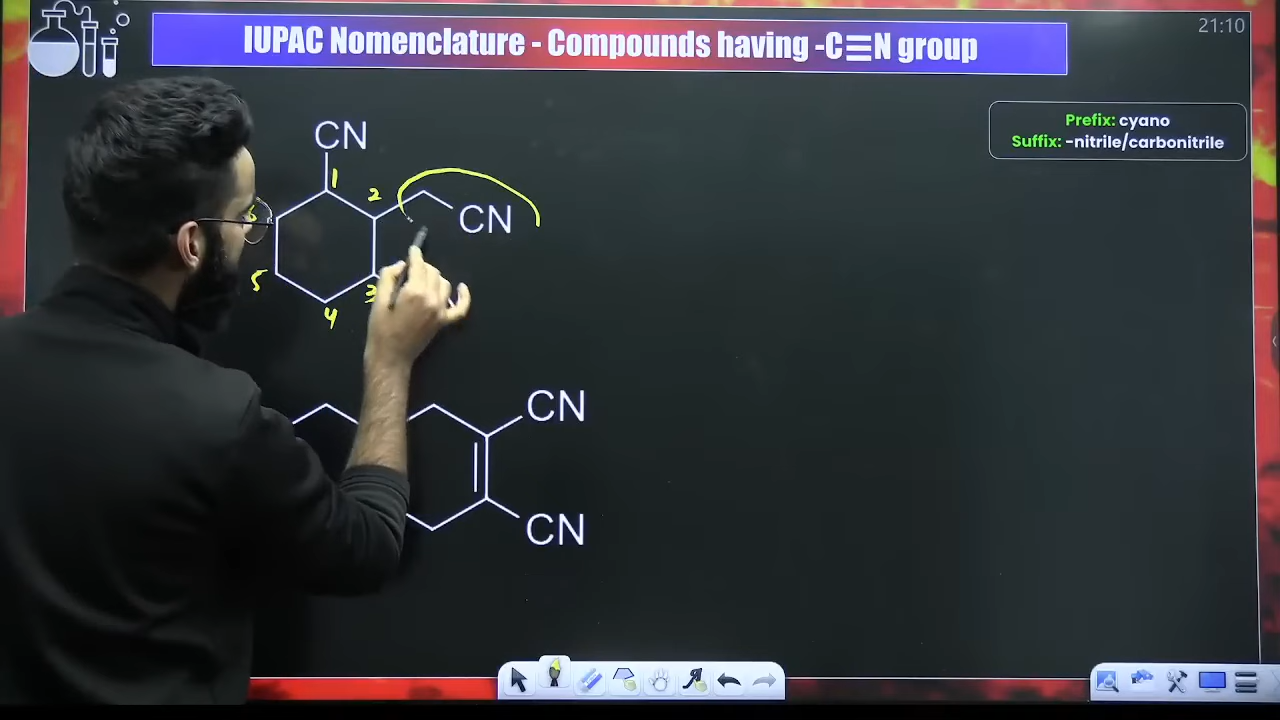 21:10
IUPAC Nomenclature - Compounds having -C≡N group
Prefix: cyano
Suffix: -nitrile/carbonitrile
CN
1
2
6
CN
5
3
4
CN
CN